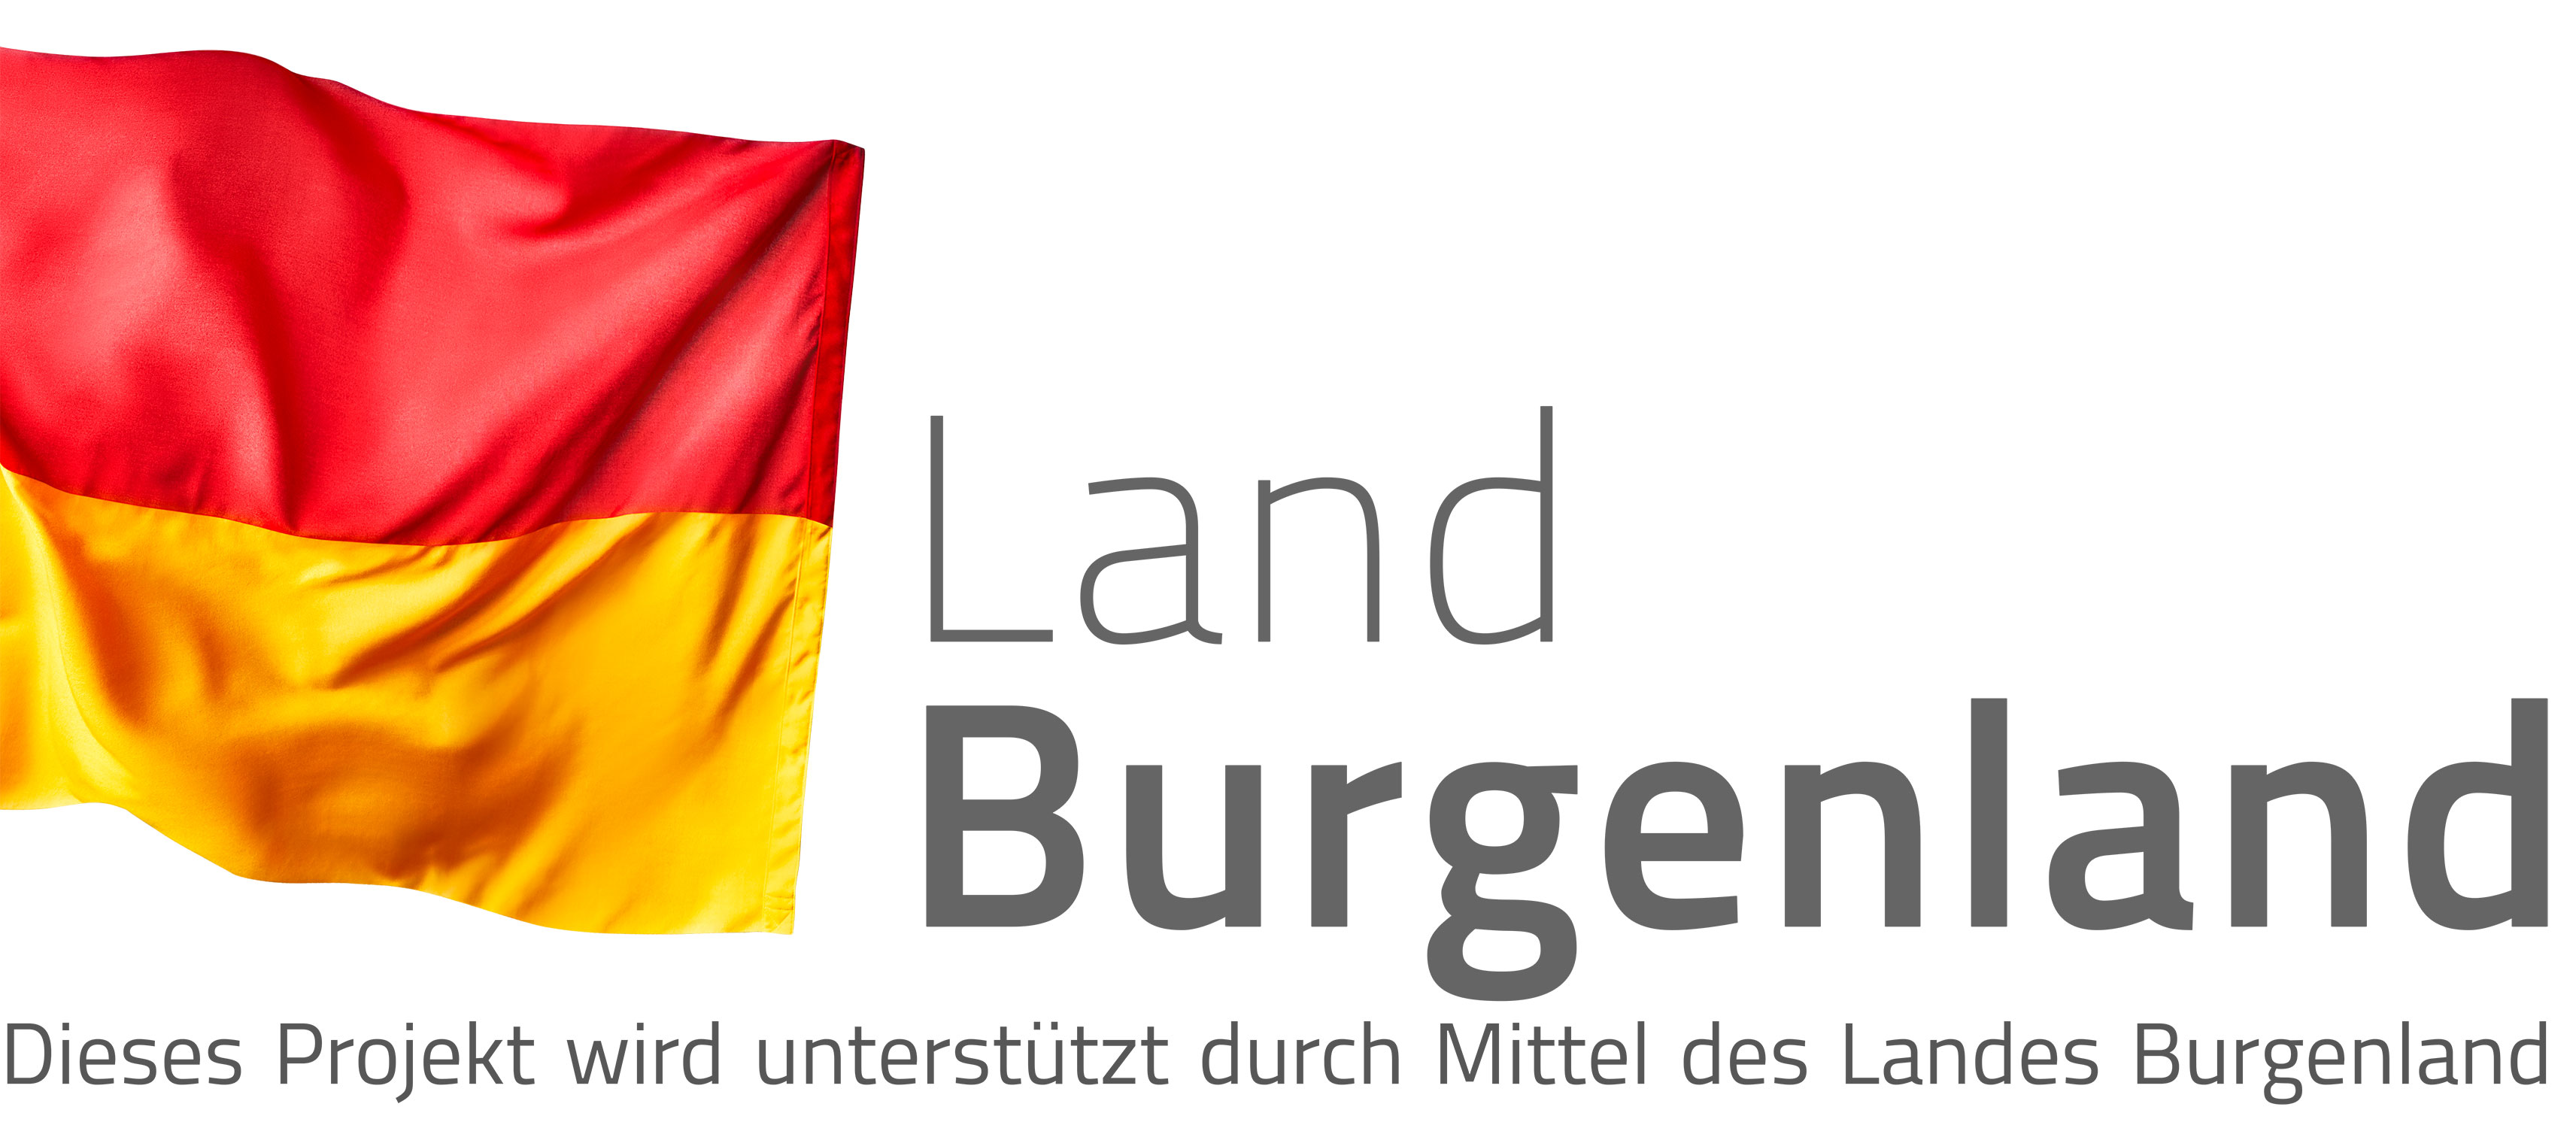 Land
Burgenland
Dieses Projekt wird unterstützt durch Mittel des Landes Burgenland